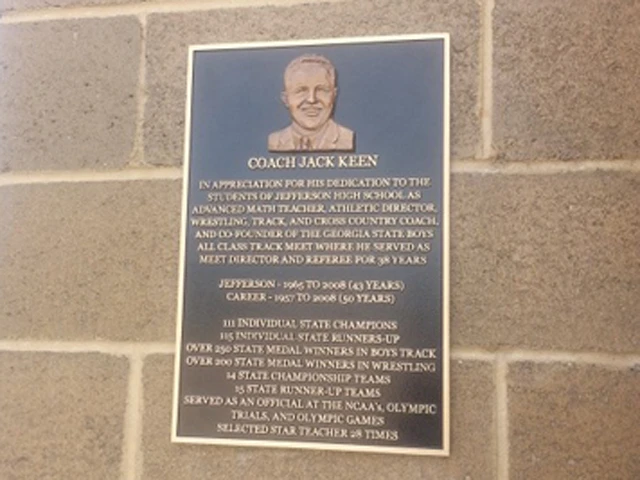 COACH JACK KEEN
IN APPRECIATION FOR HIS DEDICATION TO THE
STUDENTS OF JEFFERSON HIGH SCHOOL AS
ADVANCED MATH TEACHER, ATHLETIC DIRECTOR,
WRESTLING, TRACK, AND CROSS COUNTRY COACH,
AND CO-FOUNDER OF THE GEORGIA STATE BOYS
ALL CLASS TRACK MEET WHERE HE SERVED AS
MEET DIRECTOR AND REFEREE FOR 38 YEARS
JEFFERSON - 1965 TO 2008 (43 YEARS)
CAREER - 1957 TO 2008 (50 YEARS)
111 INDIVIDUAL STATE CHAMPIONS
115 INDIVIDUAL STATE RUNNERS-UP
OVER 250 STATE MEDAL WINNERS IN BOYS TRACK
OVER 200 STATE MEDAL WINNERS IN WRESTLING
14 STATE CHAMPIONSHIP TEAMS
15 STATE RUNNER-UP TEAMS
SERVED AS AN OFFICIAL AT THE NCAA's, OLYMPIC
TRIALS, AND OLYMPIC GAMES
SELECTED STAR TEACHER 28 TIMES